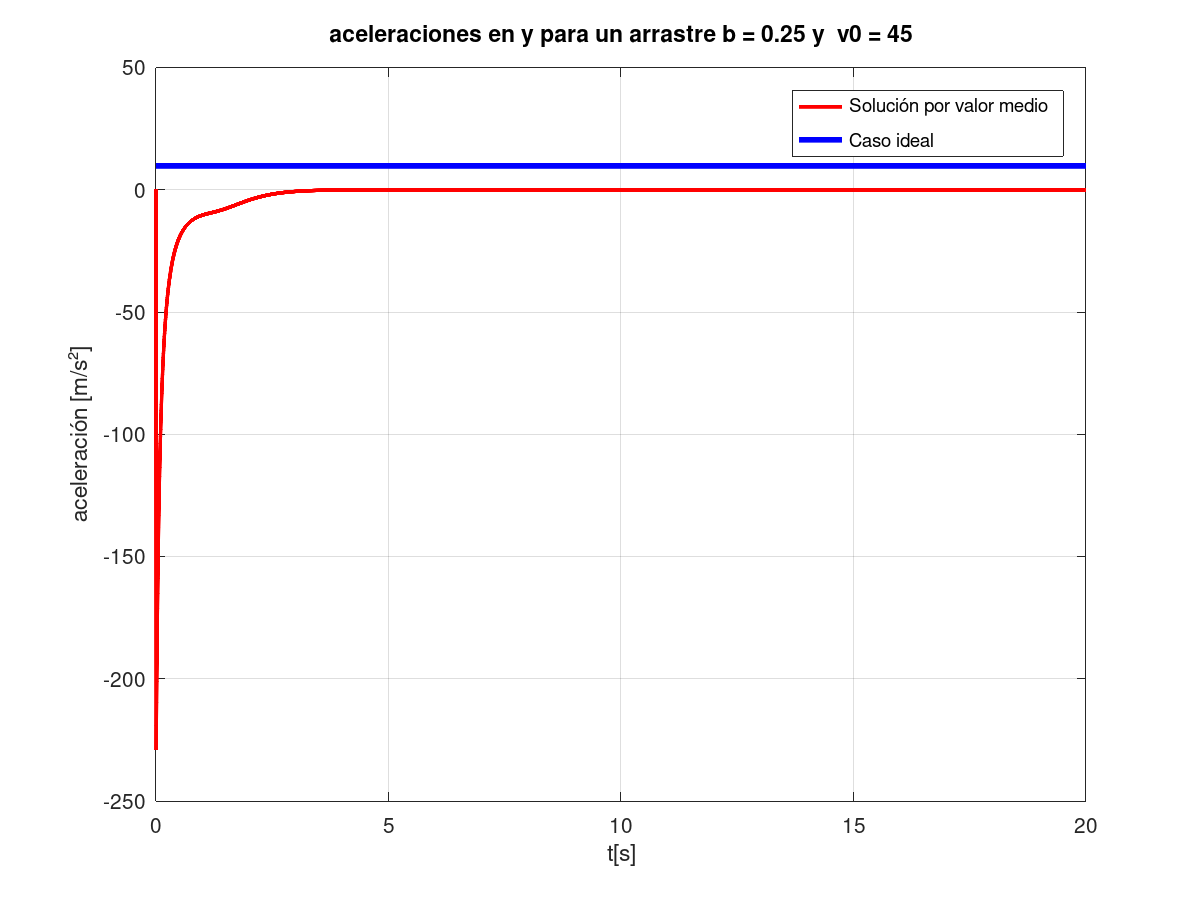 aceleraciones en y para un arrastre b = 0.25 y  v0 = 45
50
0
-50
-100
-150
-200
-250
aceleración [m/s²]
Solución por valor medio
Caso ideal
0
5
10
15
20
t[s]